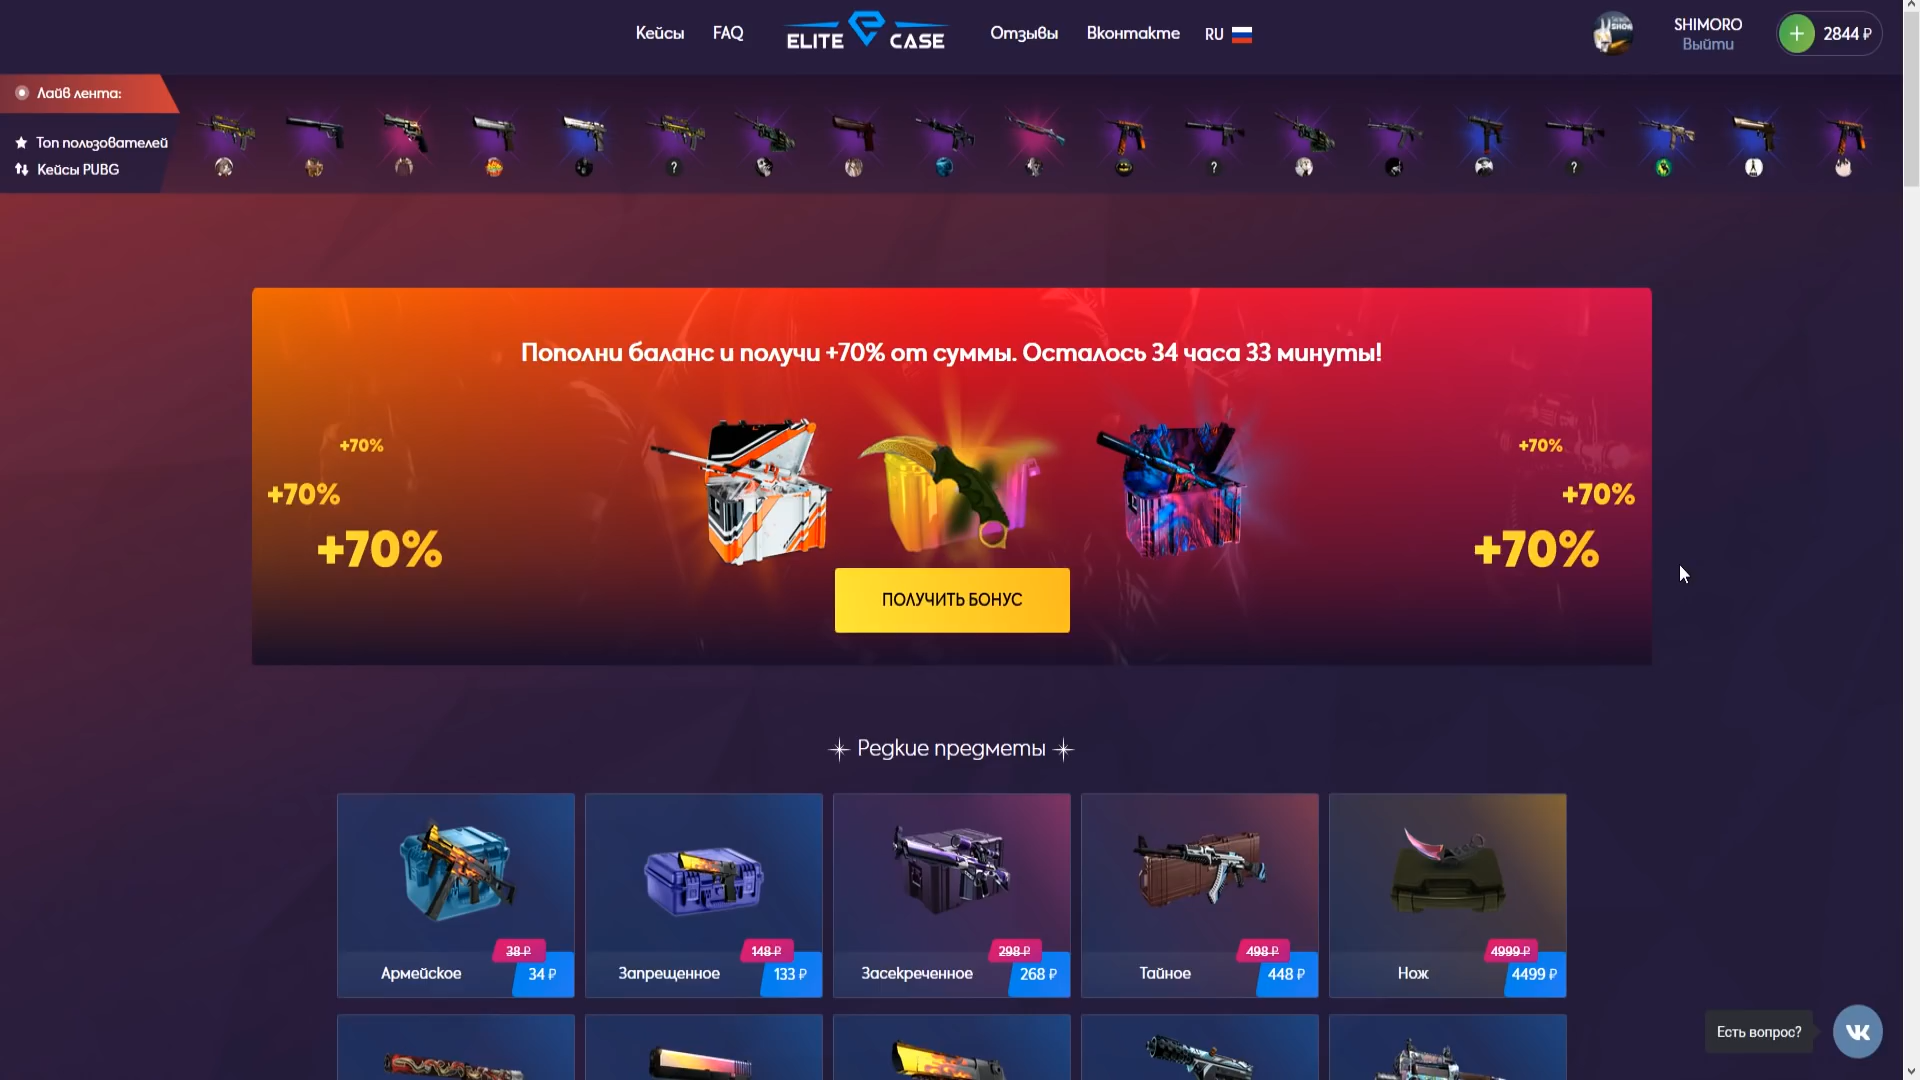 Кейсы
FAQ
ELITE CASE
Отзывы
Вконтакте
RU
SHIMORO
Выйти
2844 ₽
Лайв лента:
Топ пользователей
Кейсы PUBG
Пополни баланс и получи +70% от суммы. Осталось 34 часа 33 минуты!
+70%
+70%
+70%
+70%
+70%
+70%
ПОЛУЧИТЬ БОНУС
Редкие предметы
Армейское
38 ₽
34 ₽
Запрещенное
148 ₽
133 ₽
Засекреченное
298 ₽
268 ₽
Тайное
498 ₽
448 ₽
Нож
4999 ₽
4499 ₽
Есть вопрос?